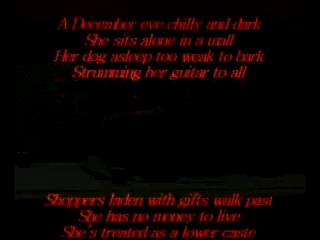 A December eve chilly and dark
She sits alone in a mall
Her dog asleep too weak to bark
Strumming her guitar to all
Shoppers laden with gifts walk past
She has no money to live
She's treated as a lower caste